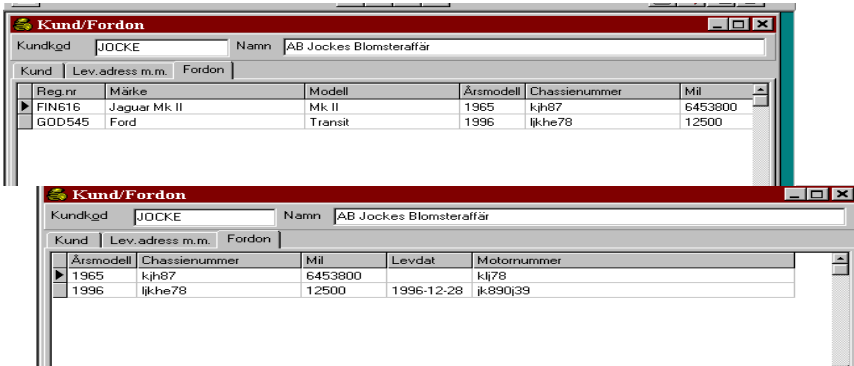 Kund/Fordon
Kundkod JOCKE Namn AB Jockes Blomsteraffär
Kund Lev.adress m.m. Fordon
Reg.nr Märke Modell Årsmodell Chassienummer Mil
FIN616 Jaguar Mk II Mk II 1965 kjh87 6453800
GOD545 Ford Transit 1996 ljkhe78 12500
Kund/Fordon
Kundkod JOCKE Namn AB Jockes Blomsteraffär
Kund Lev.adress m.m. Fordon
Årsmodell Chassienummer Mil Levdat Motornummer
1965 kjh87 6453800 klj78
1996 ljkhe78 12500 1996-12-28 jk890j39